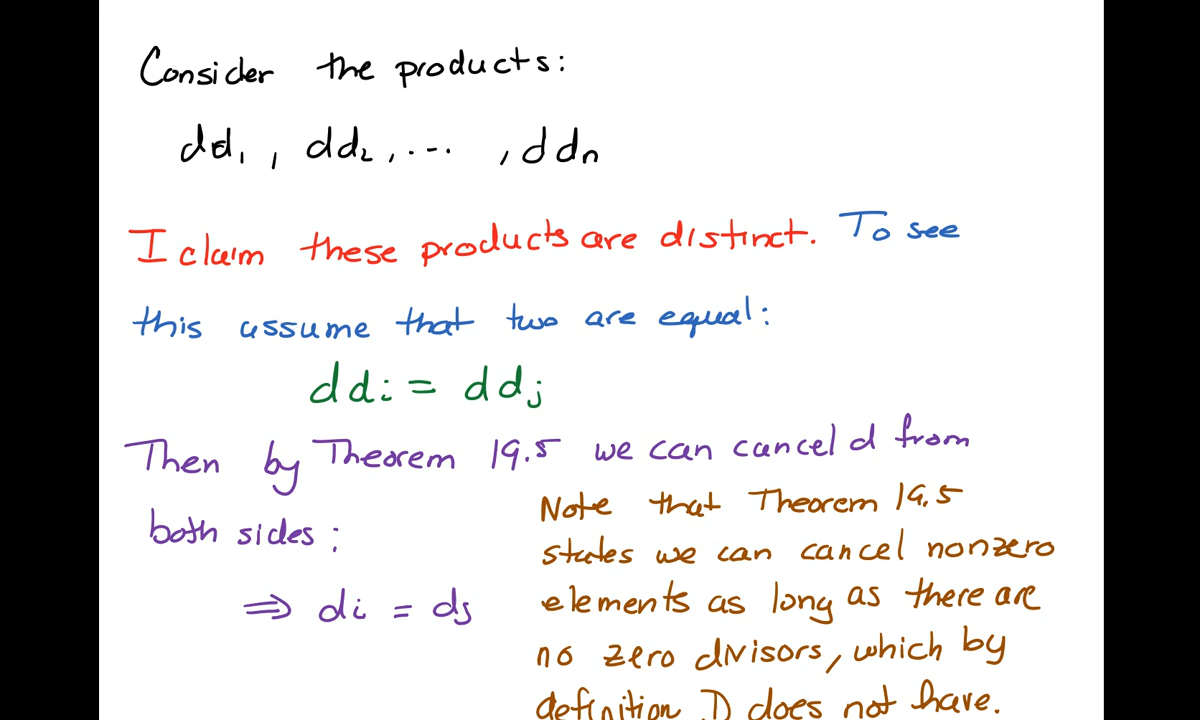 Consider the products:
dd₁, dd₂, ..., ddₙ
I claim these products are distinct. To see
this assume that two are equal:
ddᵢ = ddⱼ
Then by Theorem 19.5 we can cancel d from
both sides:
⇒ dᵢ = dⱼ
Note that Theorem 19.5
states we can cancel nonzero
elements as long as there are
no zero divisors, which by
definition D does not have.